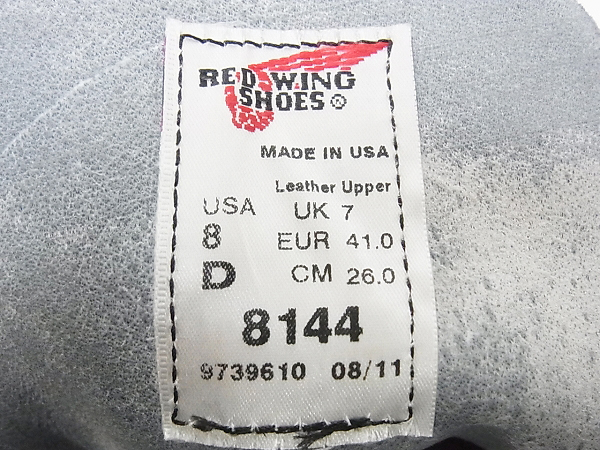 RED WING
SHOES ®
MADE IN USA
Leather Upper
USA UK 7
8 EUR 41.0
D CM 26.0
8144
9739610 08/11